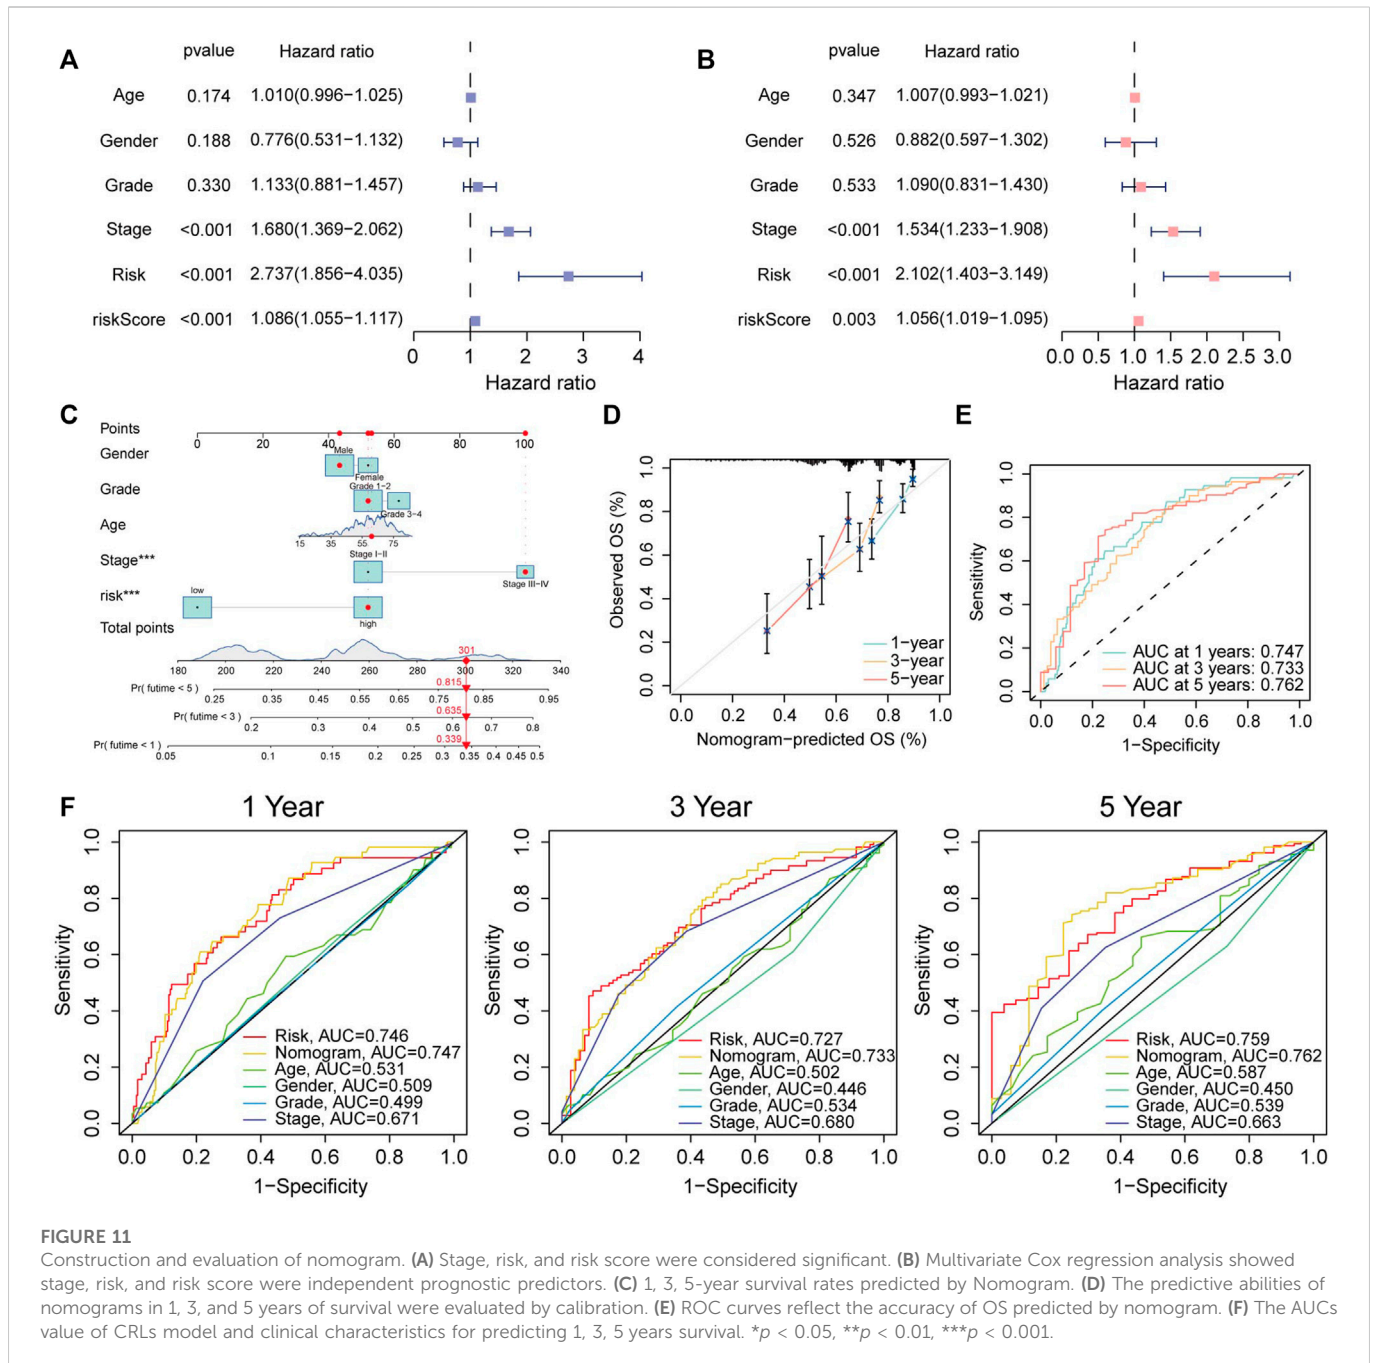 A
pvalue Hazard ratio
Age 0.174 1.010(0.996−1.025)
Gender 0.188 0.776(0.531−1.132)
Grade 0.330 1.133(0.881−1.457)
Stage <0.001 1.680(1.369−2.062)
Risk <0.001 2.737(1.856−4.035)
riskScore <0.001 1.086(1.055−1.117)
0 1 2 3 4
Hazard ratio
B
pvalue Hazard ratio
Age 0.347 1.007(0.993−1.021)
Gender 0.526 0.882(0.597−1.302)
Grade 0.533 1.090(0.831−1.430)
Stage <0.001 1.534(1.233−1.908)
Risk <0.001 2.102(1.403−3.149)
riskScore 0.003 1.056(1.019−1.095)
0.0 0.5 1.0 1.5 2.0 2.5 3.0
Hazard ratio
C
Points
0 20 40 60 80 100
Gender
Male
Female
Grade
Grade 1−2
Grade 3−4
Age
15 35 55 75
Stage***
Stage I−II
Stage III−IV
risk***
low
high
Total points
301
180 200 220 240 260 280 300 320 340
0.815
Pr( futime < 5 )
0.25 0.35 0.45 0.55 0.65 0.75 0.85 0.95
0.635
Pr( futime < 3 )
0.2 0.3 0.4 0.5 0.6 0.7 0.8
0.339
Pr( futime < 1 )
0.05 0.1 0.15 0.2 0.25 0.3 0.35 0.4 0.45 0.5
D
Observed OS (%)
1.0
0.8
0.6
0.4
0.2
0.0
1−year
3−year
5−year
0.0 0.2 0.4 0.6 0.8 1.0
Nomogram−predicted OS (%)
E
Sensitivity
1.0
0.8
0.6
0.4
0.2
0.0
AUC at 1 years: 0.747
AUC at 3 years: 0.733
AUC at 5 years: 0.762
0.0 0.2 0.4 0.6 0.8 1.0
1−Specificity
F
1 Year
Sensitivity
1.0
0.8
0.6
0.4
0.2
0.0
Risk, AUC=0.746
Nomogram, AUC=0.747
Age, AUC=0.531
Gender, AUC=0.509
Grade, AUC=0.499
Stage, AUC=0.671
0.0 0.2 0.4 0.6 0.8 1.0
1−Specificity
3 Year
Sensitivity
1.0
0.8
0.6
0.4
0.2
0.0
Risk, AUC=0.727
Nomogram, AUC=0.733
Age, AUC=0.502
Gender, AUC=0.446
Grade, AUC=0.534
Stage, AUC=0.680
0.0 0.2 0.4 0.6 0.8 1.0
1−Specificity
5 Year
Sensitivity
1.0
0.8
0.6
0.4
0.2
0.0
Risk, AUC=0.759
Nomogram, AUC=0.762
Age, AUC=0.587
Gender, AUC=0.450
Grade, AUC=0.539
Stage, AUC=0.663
0.0 0.2 0.4 0.6 0.8 1.0
1−Specificity
FIGURE 11
Construction and evaluation of nomogram. (A) Stage, risk, and risk score were considered significant. (B) Multivariate Cox regression analysis showed
stage, risk, and risk score were independent prognostic predictors. (C) 1, 3, 5-year survival rates predicted by Nomogram. (D) The predictive abilities of
nomograms in 1, 3, and 5 years of survival were evaluated by calibration. (E) ROC curves reflect the accuracy of OS predicted by nomogram. (F) The AUCs
value of CRLs model and clinical characteristics for predicting 1, 3, 5 years survival. *p < 0.05, **p < 0.01, ***p < 0.001.